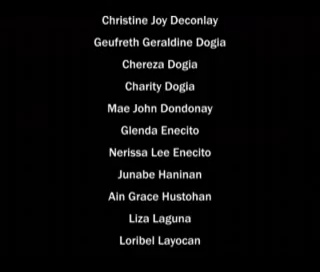 Christine Joy Deconlay
Geufreth Geraldine Dogia
Chereza Dogia
Charity Dogia
Mae John Dondonay
Glenda Enecito
Nerissa Lee Enecito
Junabe Haninan
Ain Grace Hustohan
Liza Laguna
Loribel Layocan